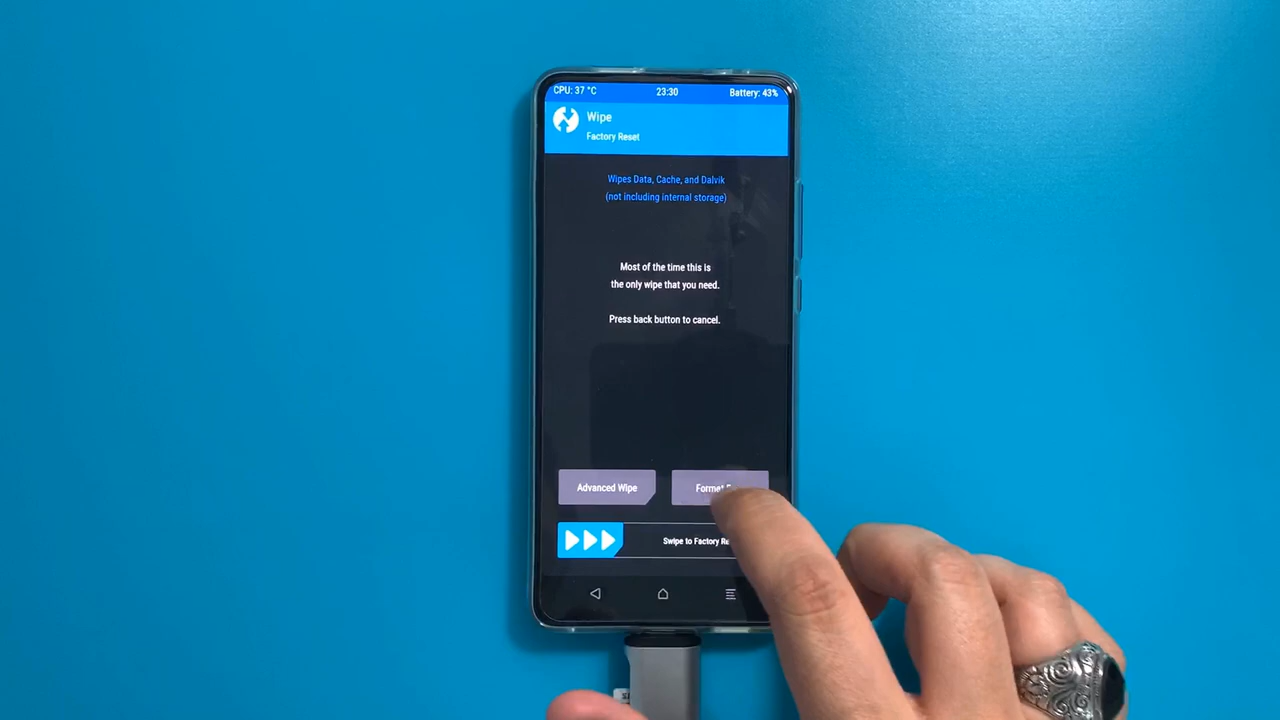 CPU: 37 °C 23:30 Battery: 43%
Wipe
Factory Reset
Wipes Data, Cache, and Dalvik
(not including internal storage)
Most of the time this is
the only wipe that you need.
Press back button to cancel.
Advanced Wipe Format
Swipe to Factory